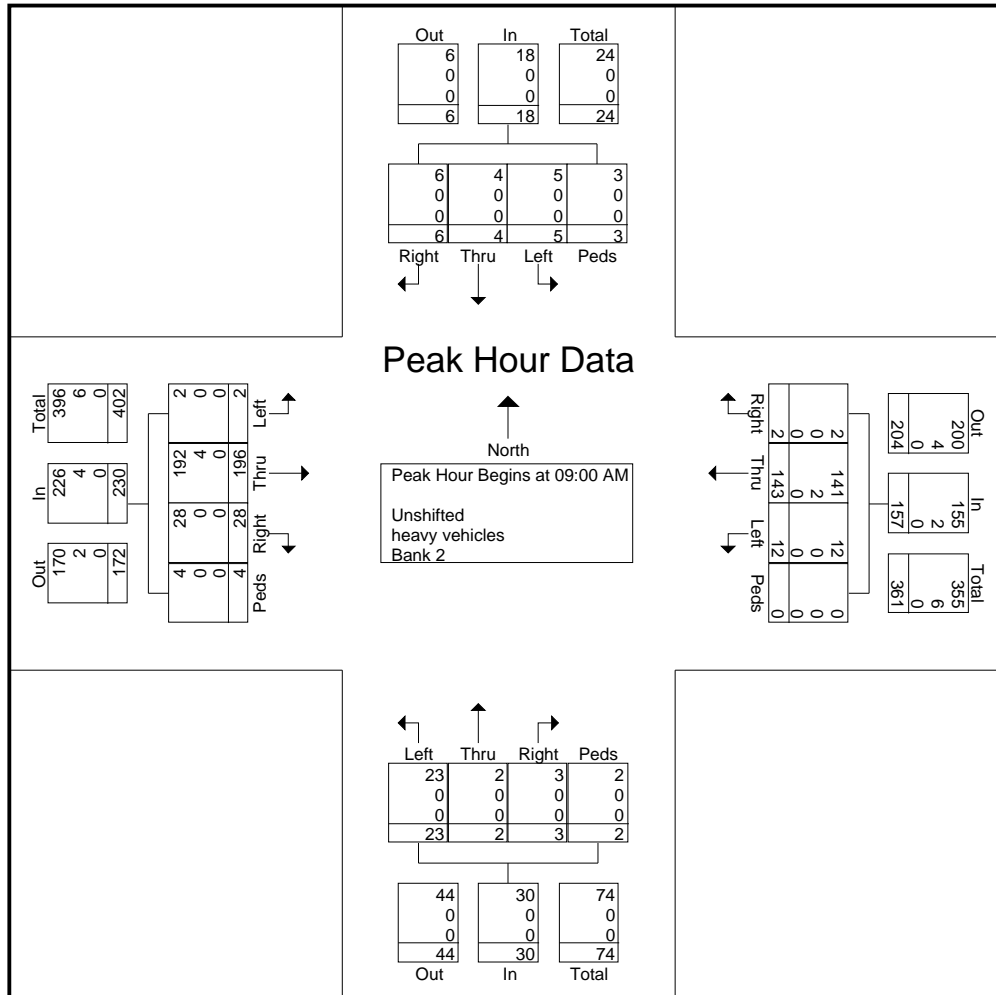 Out In Total
6 18 24
0 0 0
0 0 0
6 18 24
6 4 5 3
0 0 0 0
0 0 0 0
6 4 5 3
Right Thru Left Peds
Peak Hour Data
North
Peak Hour Begins at 09:00 AM
Unshifted
heavy vehicles
Bank 2
Total
396
6
0
402
In
226
4
0
230
Out
170
2
0
172
2
0
0
2
Left
192
4
0
196
Thru
28
0
0
28
Right
4
0
0
4
Peds
Right
2
0
0
2
Thru
143
0
2
141
Left
12
0
0
12
Peds
0
0
0
0
Out
200
4
0
204
In
155
2
0
157
Total
355
6
0
361
Left Thru Right Peds
23 2 3 2
0 0 0 0
0 0 0 0
23 2 3 2
44 30 74
0 0 0
0 0 0
44 30 74
Out In Total